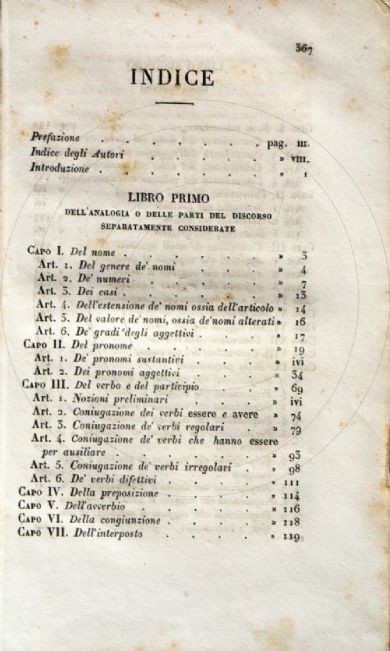 367
INDICE
Prefazione . . . . . . . pag. III.
Indice degli Autori . . . . . » VIII.
Introduzione . . . . . . . » 1
LIBRO PRIMO
DELL'ANALOGIA O DELLE PARTI DEL DISCORSO
SEPARATAMENTE CONSIDERATE
CAPO I. Del nome . . . . . . » 3
Art. 1. Del genere de' nomi . . . . » 4
Art. 2. De' numeri . . . . . » 7
Art. 3. Dei casi . . . . . . » 13
Art. 4. Dell'estensione de' nomi ossia dell'articolo » 14
Art. 5. Del valore de' nomi, ossia de' nomi alterati » 16
Art. 6. De' gradi degli aggettivi . . . . » 17
CAPO II. Del pronome . . . . . » 19
Art. 1. De' pronomi sustantivi . . . . » ivi
Art. 2. Dei pronomi aggettivi . . . . » 34
CAPO III. Del verbo e del participio . . . » 69
Art. 1. Nozioni preliminari . . . . » ivi
Art. 2. Coniugazione dei verbi essere e avere » 74
Art. 3. Coniugazione de' verbi regolari . . » 79
Art. 4. Coniugazione de' verbi che hanno essere
per ausiliare . . . . . . » 93
Art. 5. Coniugazione de' verbi irregolari . . » 98
Art. 6. De' verbi difettivi . . . . » 111
CAPO IV. Della preposizione . . . . » 114
CAPO V. Dell'avverbio . . . . . » 116
CAPO VI. Della congiunzione . . . . » 118
CAPO VII. Dell'interposto . . . . . » 119